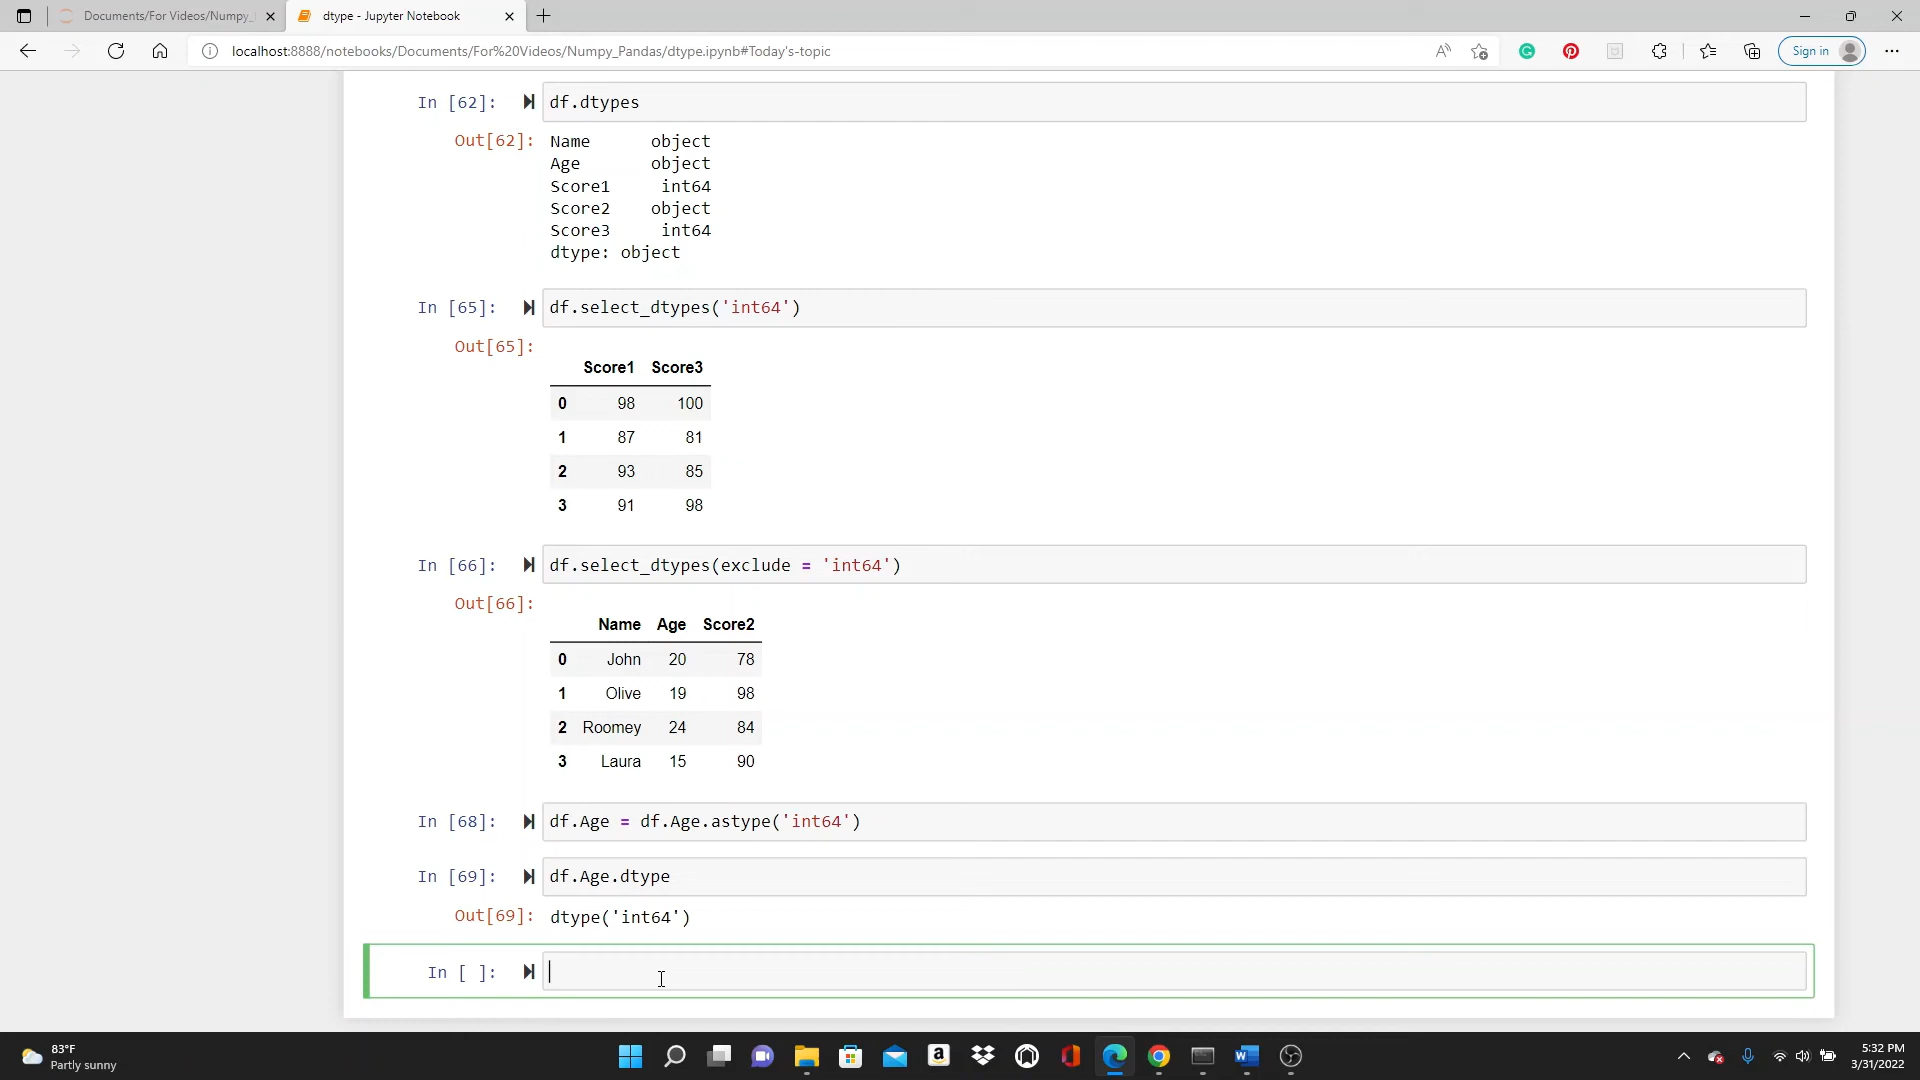 Documents/For Videos/Numpy_
dtype - Jupyter Notebook
localhost:8888/notebooks/Documents/For%20Videos/Numpy_Pandas/dtype.ipynb#Today's-topic
Sign in
In [62]: df.dtypes
Out[62]: Name object
Age object
Score1 int64
Score2 object
Score3 int64
dtype: object
In [65]: df.select_dtypes('int64')
Out[65]:
Score1 Score3
0 98 100
1 87 81
2 93 85
3 91 98
In [66]: df.select_dtypes(exclude = 'int64')
Out[66]:
Name Age Score2
0 John 20 78
1 Olive 19 98
2 Roomey 24 84
3 Laura 15 90
In [68]: df.Age = df.Age.astype('int64')
In [69]: df.Age.dtype
Out[69]: dtype('int64')
In [ ]:
83°F
Partly sunny
5:32 PM
3/31/2022